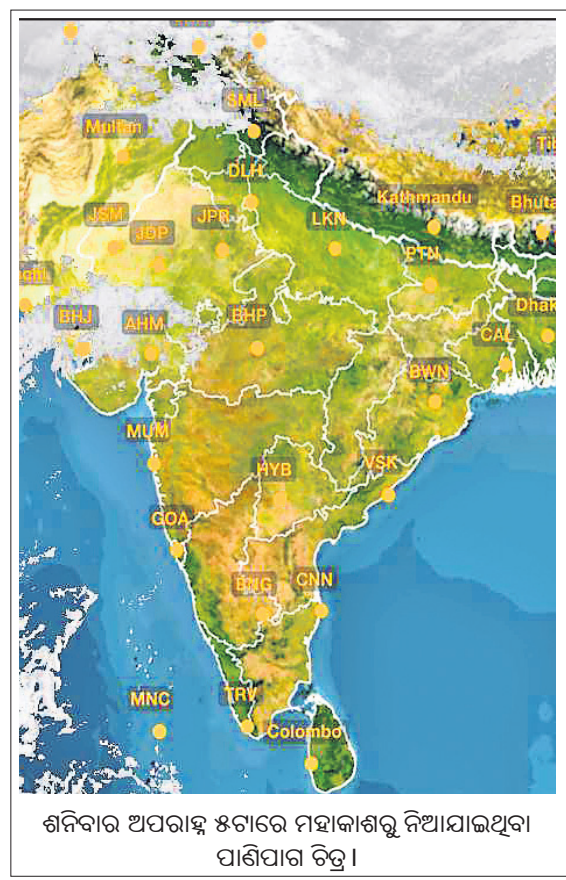 SML
Multan
DLH
Kathmandu
JSM
JDP
JPR
LKN
PTN
BHJ
AHM
BHP
CAL
BWN
MUM
HYB
VSK
GOA
BNG
CNN
MNC
TRV
Colombo
ଶନିବାର ଅପରାହ୍ନ ୫ଟାରେ ମହାକାଶରୁ ନିଆଯାଇଥିବା
ପାଣିପାଗ ଚିତ୍ର।